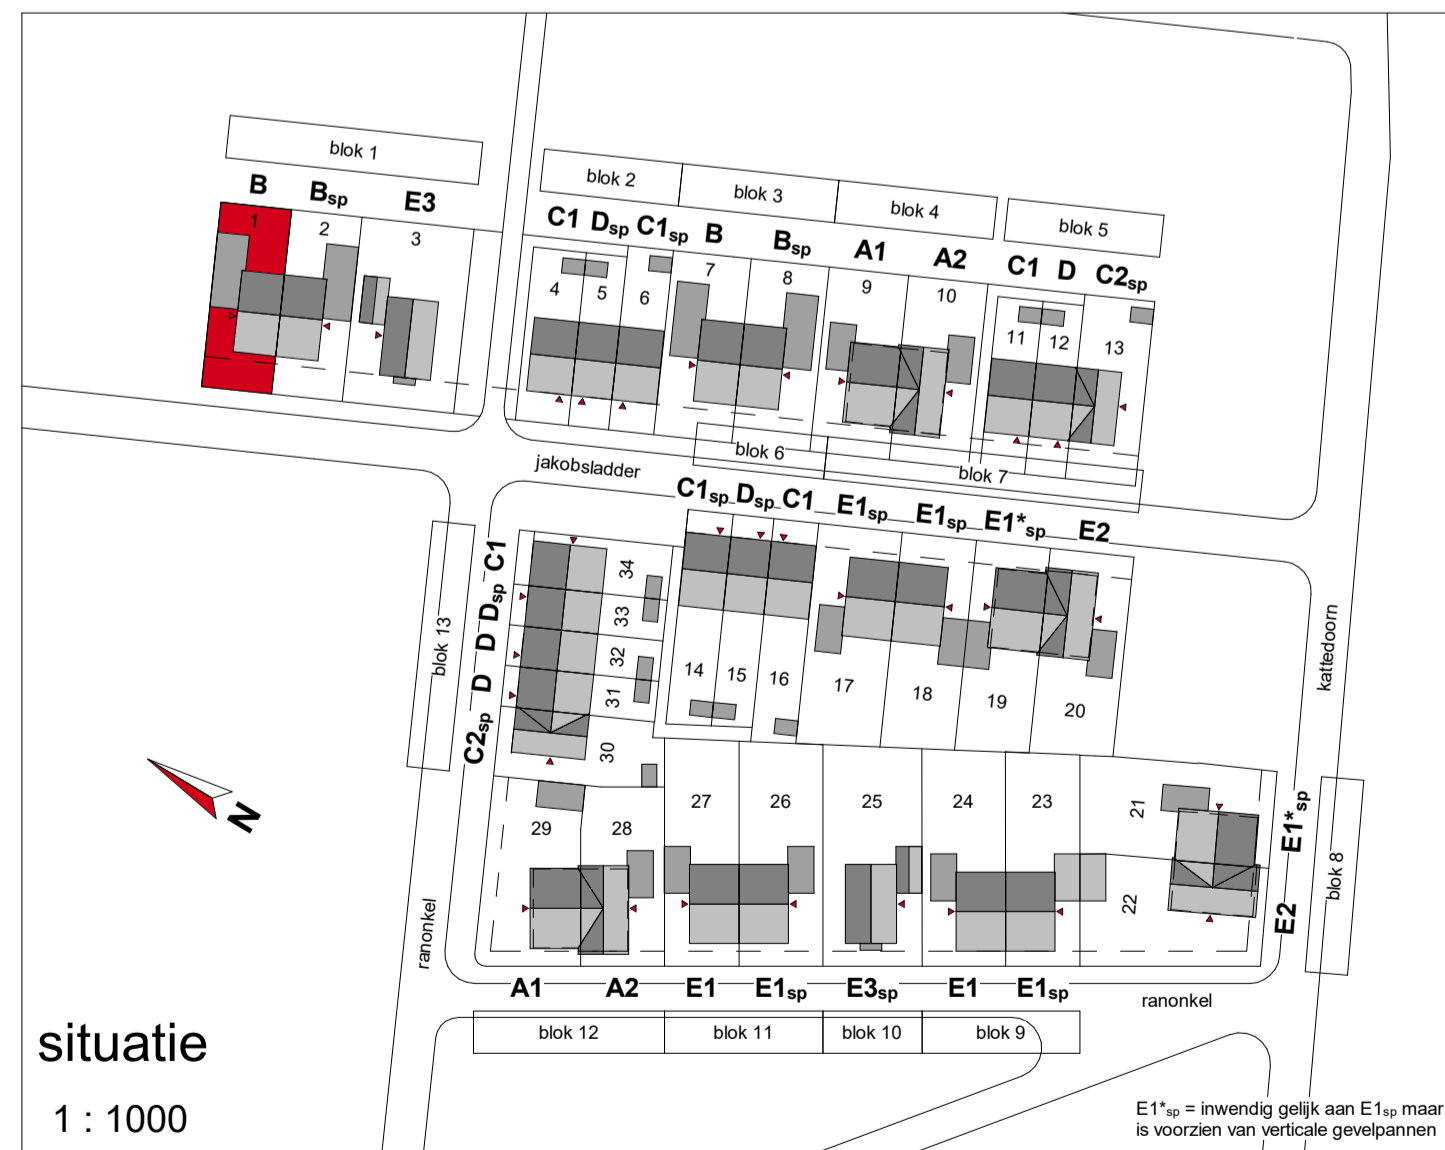 blok 1
B Bsp E3
1 2 3
blok 2 blok 3 blok 4 blok 5
C1 Dsp C1sp B Bsp A1 A2 C1 D C2sp
4 5 6 7 8 9 10 11 12 13
jakobsladder
blok 6 blok 7
C1sp Dsp C1 E1sp E1sp E1*sp E2
14 15 16 17 18 19 20
blok 13
C1
Dsp
D
D
C2sp
34
33
32
31
30
kattedoorn
N
29 28 27 26 25 24 23 22 21
E1*sp
E2
blok 8
ranonkel
A1 A2 E1 E1sp E3sp E1 E1sp
ranonkel
blok 12 blok 11 blok 10 blok 9
situatie
1 : 1000
E1*sp = inwendig gelijk aan E1sp maar
is voorzien van verticale gevelpannen